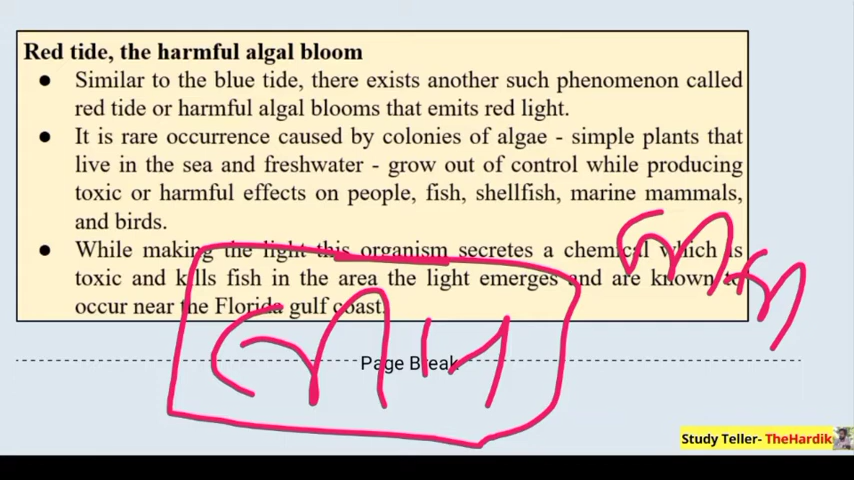 Red tide, the harmful algal bloom
● Similar to the blue tide, there exists another such phenomenon called
red tide or harmful algal blooms that emits red light.
● It is rare occurrence caused by colonies of algae - simple plants that
live in the sea and freshwater - grow out of control while producing
toxic or harmful effects on people, fish, shellfish, marine mammals,
and birds.
● While making the light this organism secretes a chemical which is
toxic and kills fish in the area the light emerges and are known to
occur near the Florida gulf coast.
Page Break
Study Teller- TheHardik